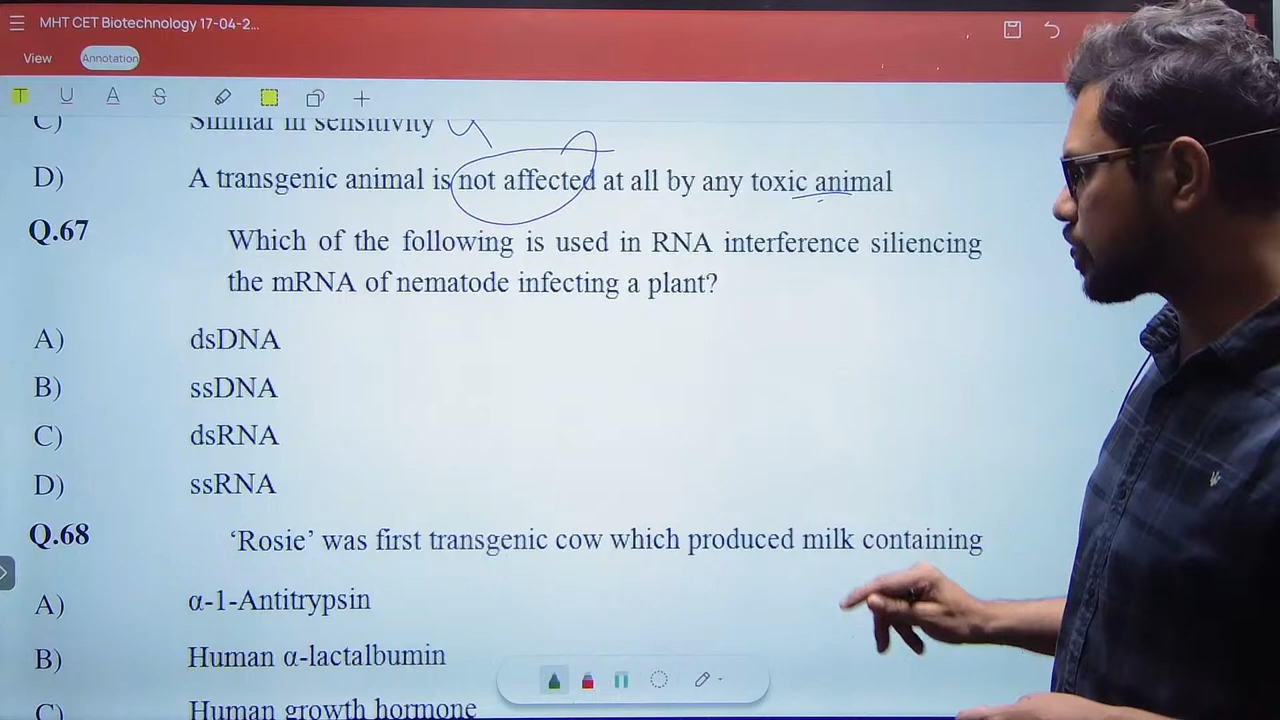 MHT CET Biotechnology 17-04-2...
View Annotation
C) Similar in sensitivity
D) A transgenic animal is not affected at all by any toxic animal
Q.67 Which of the following is used in RNA interference siliencing
the mRNA of nematode infecting a plant?
A) dsDNA
B) ssDNA
C) dsRNA
D) ssRNA
Q.68 ‘Rosie’ was first transgenic cow which produced milk containing
A) α-1-Antitrypsin
B) Human α-lactalbumin
C) Human growth hormone